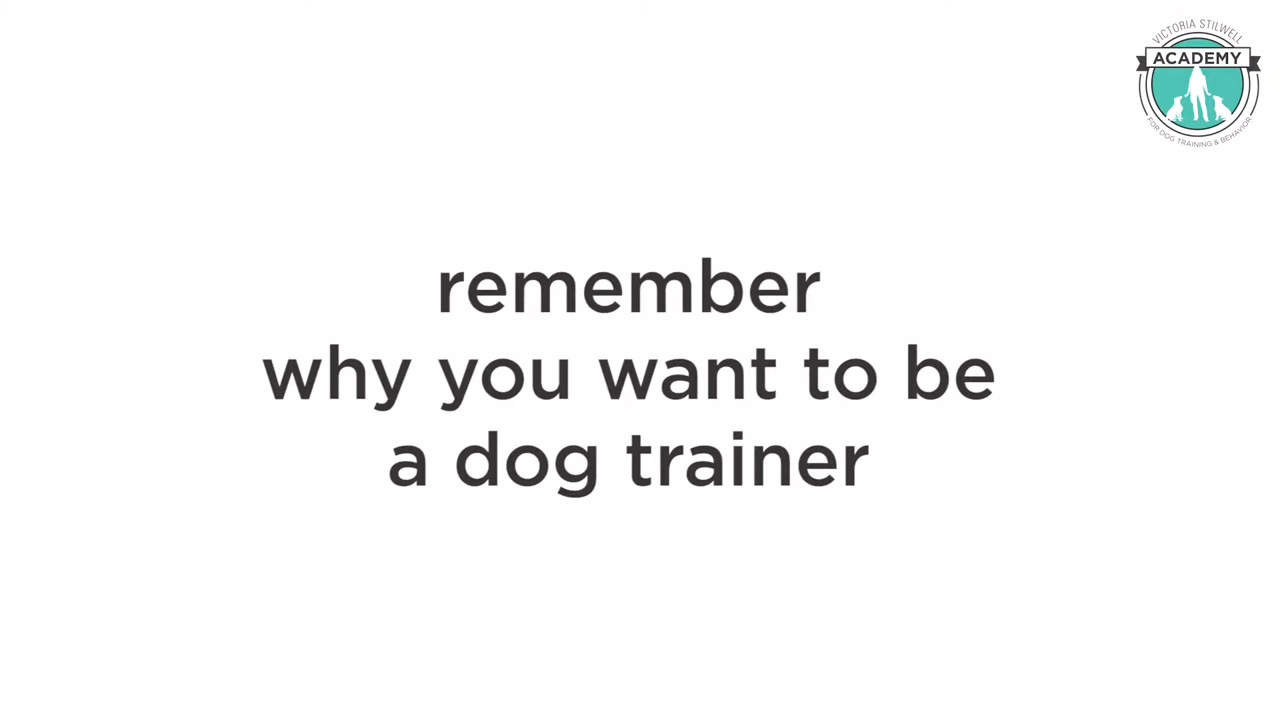 VICTORIA STILWELL
ACADEMY
FOR DOG TRAINING & BEHAVIOR
remember
why you want to be
a dog trainer